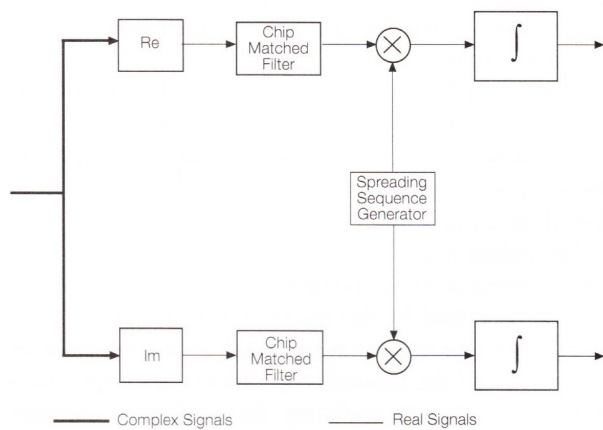 Re
Chip
Matched
Filter
∫
Spreading
Sequence
Generator
Im
Chip
Matched
Filter
∫
Complex Signals
Real Signals